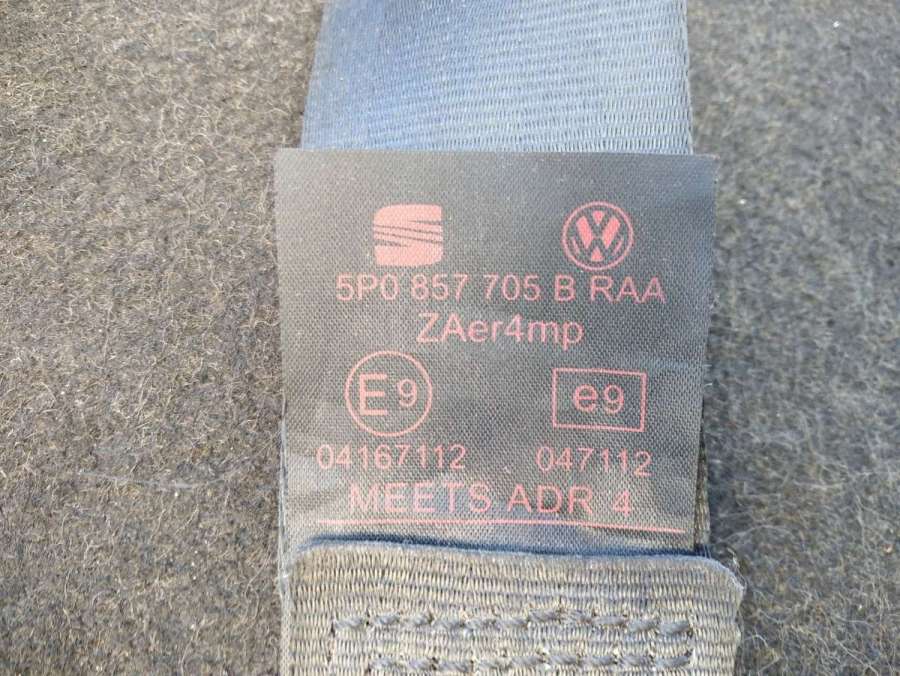 5P0 857 705 B RAA
ZAer4mp
E9 e9
04167112 047112
MEETS ADR 4